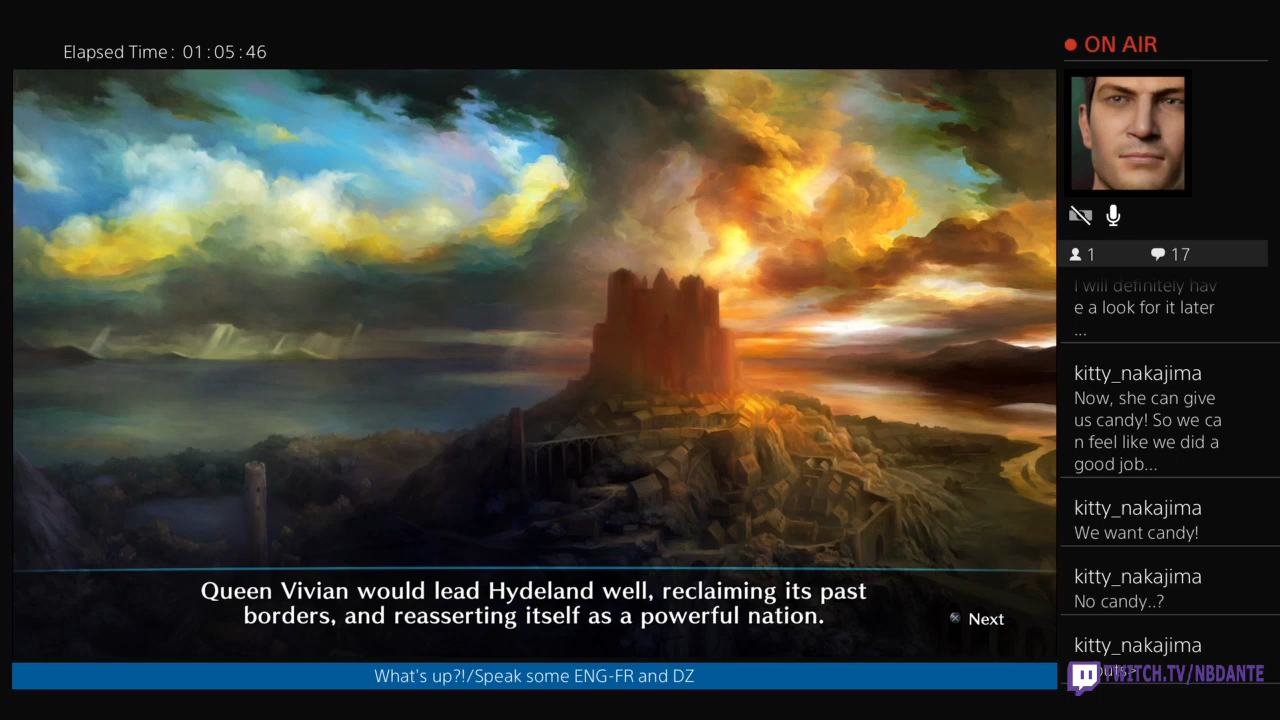 Elapsed Time: 01:05:46
ON AIR
1
17
I will definitely hav
e a look for it later
...
kitty_nakajima
Now, she can give
us candy! So we ca
n feel like we did a
good job...
kitty_nakajima
We want candy!
kitty_nakajima
No candy..?
kitty_nakajima
TWITCH.TV/NBDANTE
Queen Vivian would lead Hydeland well, reclaiming its past
borders, and reasserting itself as a powerful nation.
Next
What's up?!/Speak some ENG-FR and DZ